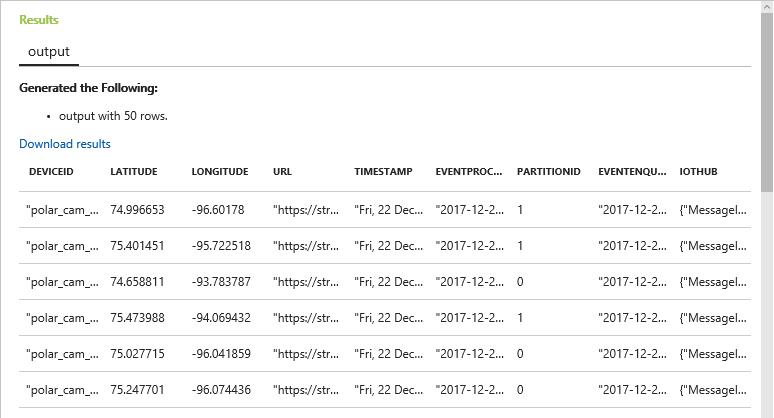 Results
output
Generated the Following:
• output with 50 rows.
Download results
DEVICEID LATITUDE LONGITUDE URL TIMESTAMP EVENTPROC... PARTITIONID EVENTENQU... IOTHUB
"polar_cam_... 74.996653 -96.60178 "https://str... "Fri, 22 Dec... "2017-12-2... 1 "2017-12-2... {"MessageI...
"polar_cam_... 75.401451 -95.722518 "https://str... "Fri, 22 Dec... "2017-12-2... 1 "2017-12-2... {"MessageI...
"polar_cam_... 74.658811 -93.783787 "https://str... "Fri, 22 Dec... "2017-12-2... 0 "2017-12-2... {"MessageI...
"polar_cam_... 75.473988 -94.069432 "https://str... "Fri, 22 Dec... "2017-12-2... 1 "2017-12-2... {"MessageI...
"polar_cam_... 75.027715 -96.041859 "https://str... "Fri, 22 Dec... "2017-12-2... 0 "2017-12-2... {"MessageI...
"polar_cam_... 75.247701 -96.074436 "https://str... "Fri, 22 Dec... "2017-12-2... 0 "2017-12-2... {"MessageI...